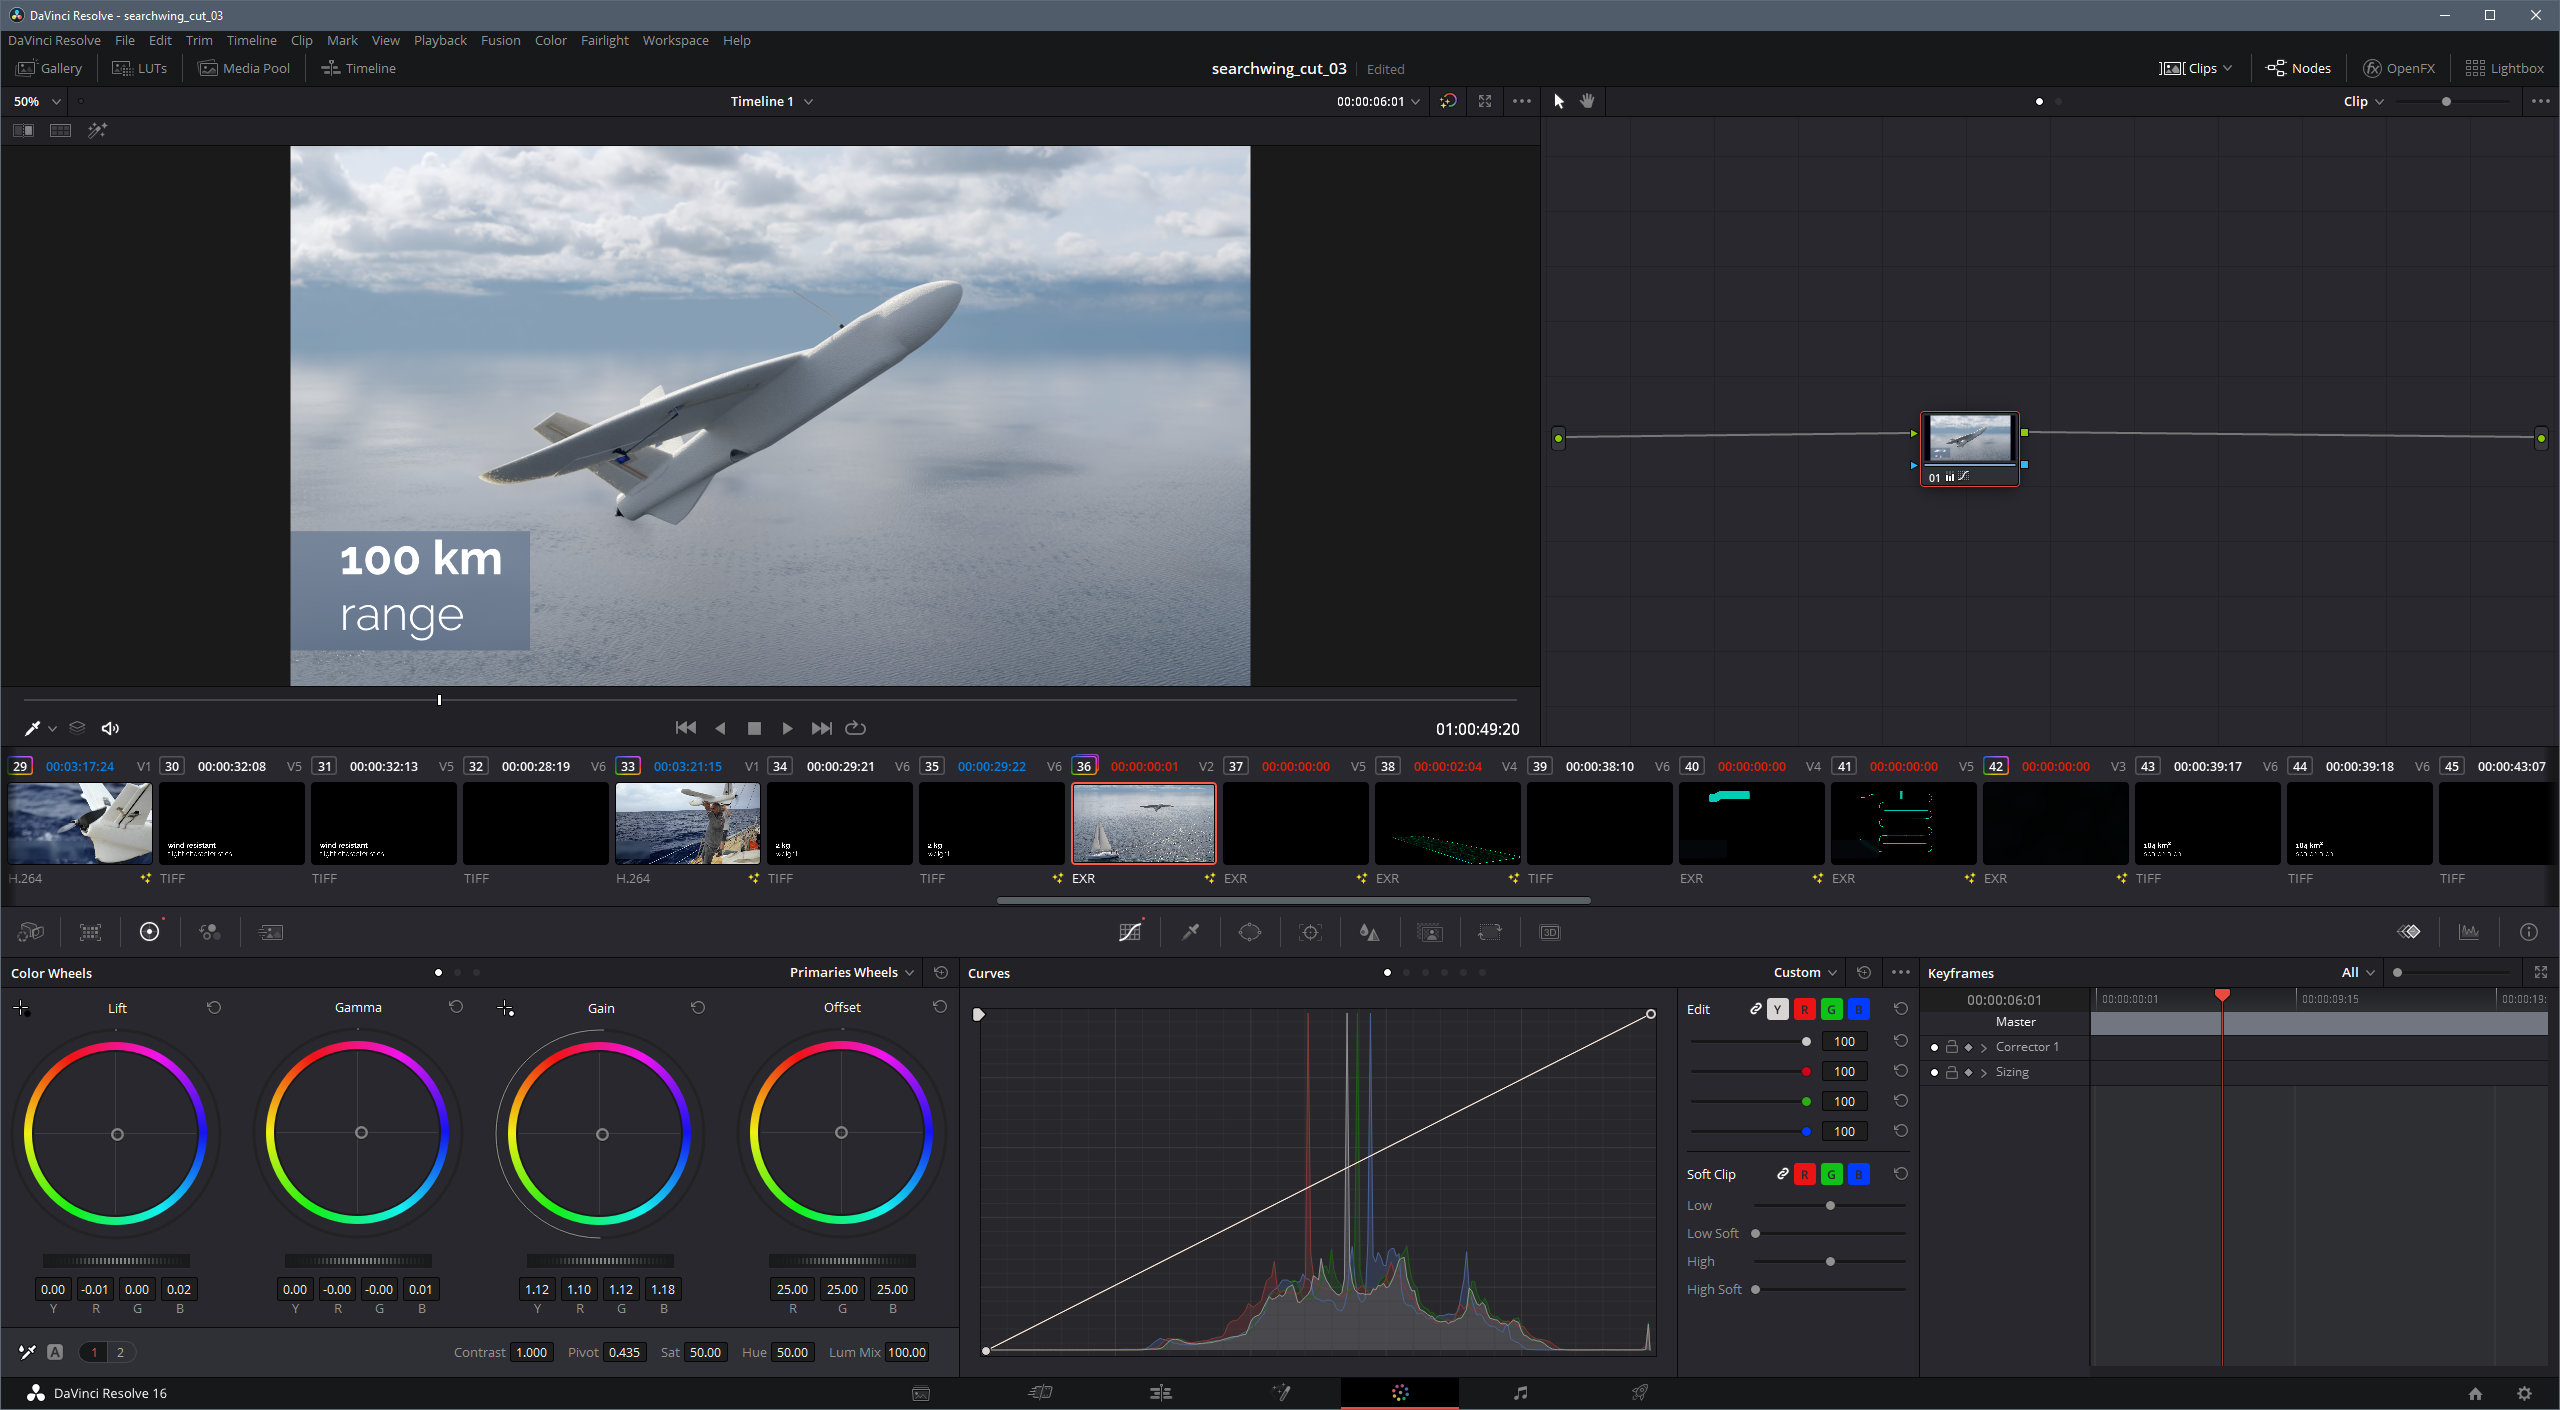 DaVinci Resolve - searchwing_cut_03
DaVinci Resolve File Edit Trim Timeline Clip Mark View Playback Fusion Color Fairlight Workspace Help
Gallery LUTs Media Pool Timeline searchwing_cut_03 Edited Clips Nodes OpenFX Lightbox
50% Timeline 1 00:00:06:01 Clip
100 km
range
01
01:00:49:20
29 00:03:17:24 V1 30 00:00:32:08 V5 31 00:00:32:13 V5 32 00:00:28:19 V6 33 00:03:21:15 V1 34 00:00:29:21 V6 35 00:00:29:22 V6 36 00:00:00:01 V2 37 00:00:00:00 V5 38 00:00:02:04 V4 39 00:00:38:10 V6 40 00:00:00:00 V4 41 00:00:00:00 V5 42 00:00:00:00 V3 43 00:00:39:17 V6 44 00:00:39:18 V6 45 00:00:43:07
wind resistant wind resistant 2 kg 2 kg
H.264 TIFF TIFF TIFF H.264 TIFF TIFF EXR EXR EXR TIFF EXR EXR EXR TIFF TIFF TIFF
3D
Color Wheels Primaries Wheels Curves Custom Keyframes All
Lift Gamma Gain Offset Edit Y R G B 00:00:06:01 00:00:00:01 00:00:09:15 00:00:19:
Master
100 Corrector 1
100 Sizing
100
100
Soft Clip R G B
Low
Low Soft
High
High Soft
0.00 -0.01 0.00 0.02 0.00 -0.00 -0.00 0.01 1.12 1.10 1.12 1.18 25.00 25.00 25.00
Y R G B Y R G B Y R G B R G B
A 1 2 Contrast 1.000 Pivot 0.435 Sat 50.00 Hue 50.00 Lum Mix 100.00
DaVinci Resolve 16